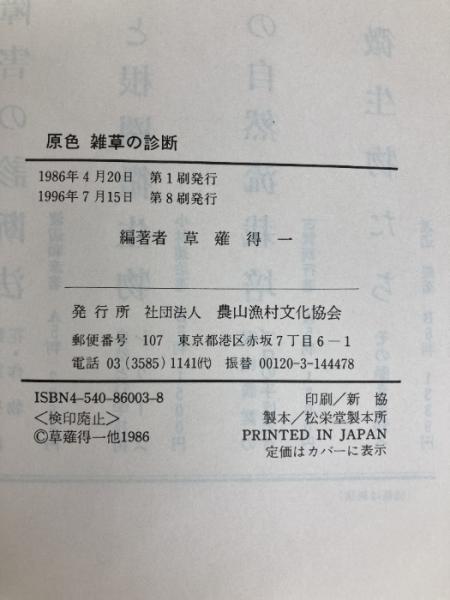 原色 雑草の診断
1986年4月20日 第1刷発行
1996年7月15日 第8刷発行
編著者 草薙得一
発行所 社団法人 農山漁村文化協会
郵便番号 107 東京都港区赤坂7丁目6－1
電話 03(3585)1141㈹ 振替 00120-3-144478
ISBN4-540-86003-8
＜検印廃止＞
©草薙得一他1986
印刷／新協
製本／松栄堂製本所
PRINTED IN JAPAN
定価はカバーに表示